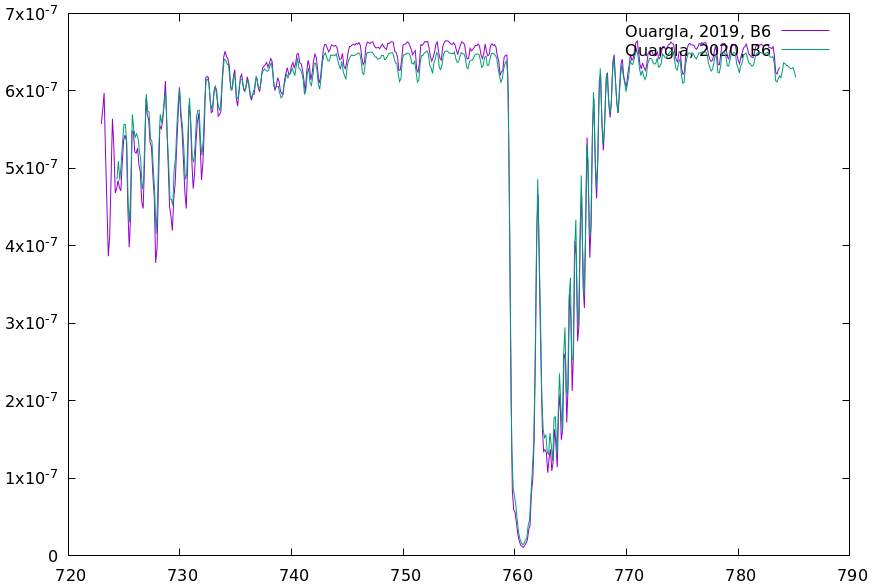 7x10^-7
6x10^-7
5x10^-7
4x10^-7
3x10^-7
2x10^-7
1x10^-7
0
720 730 740 750 760 770 780 790
Ouargla, 2019, B6
Ouargla, 2020, B6